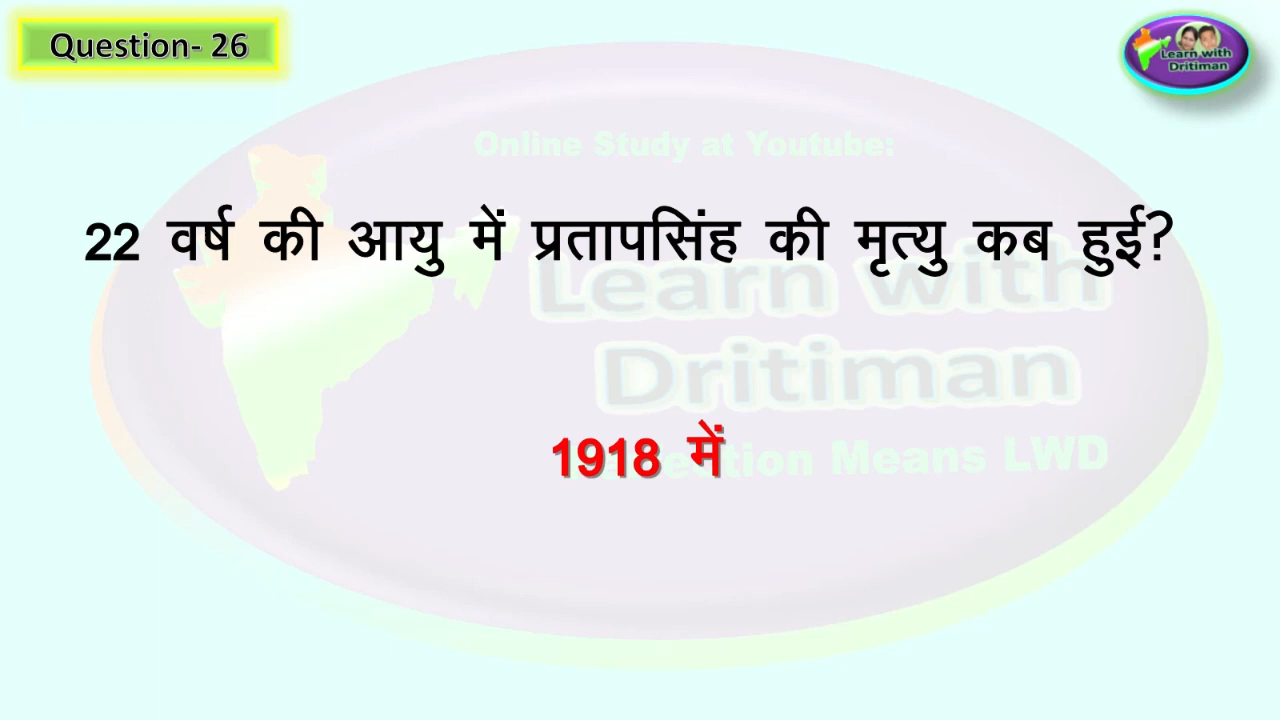 Question- 26
Learn with
Dritiman
Online Study at Youtube:
22 वर्ष की आयु में प्रतापसिंह की मृत्यु कब हुई?
Learn with
Dritiman
1918 में
Means LWD